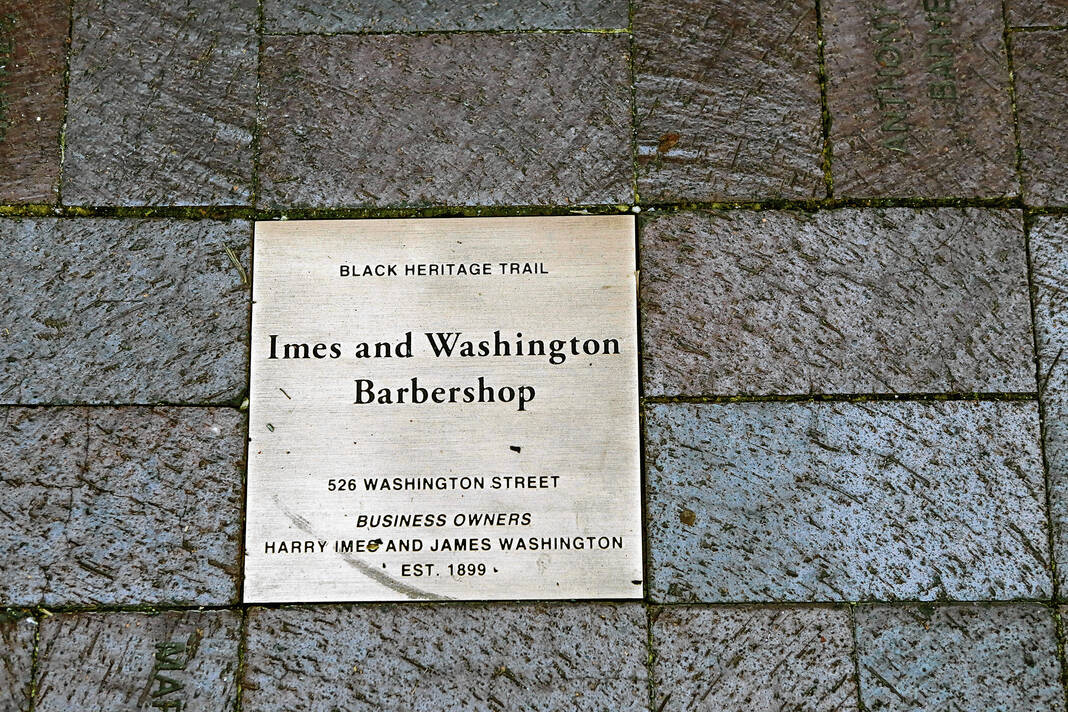 ANTIONY
BLACK HERITAGE TRAIL
Imes and Washington
Barbershop
526 WASHINGTON STREET
BUSINESS OWNERS
HARRY IMES AND JAMES WASHINGTON
EST. 1899